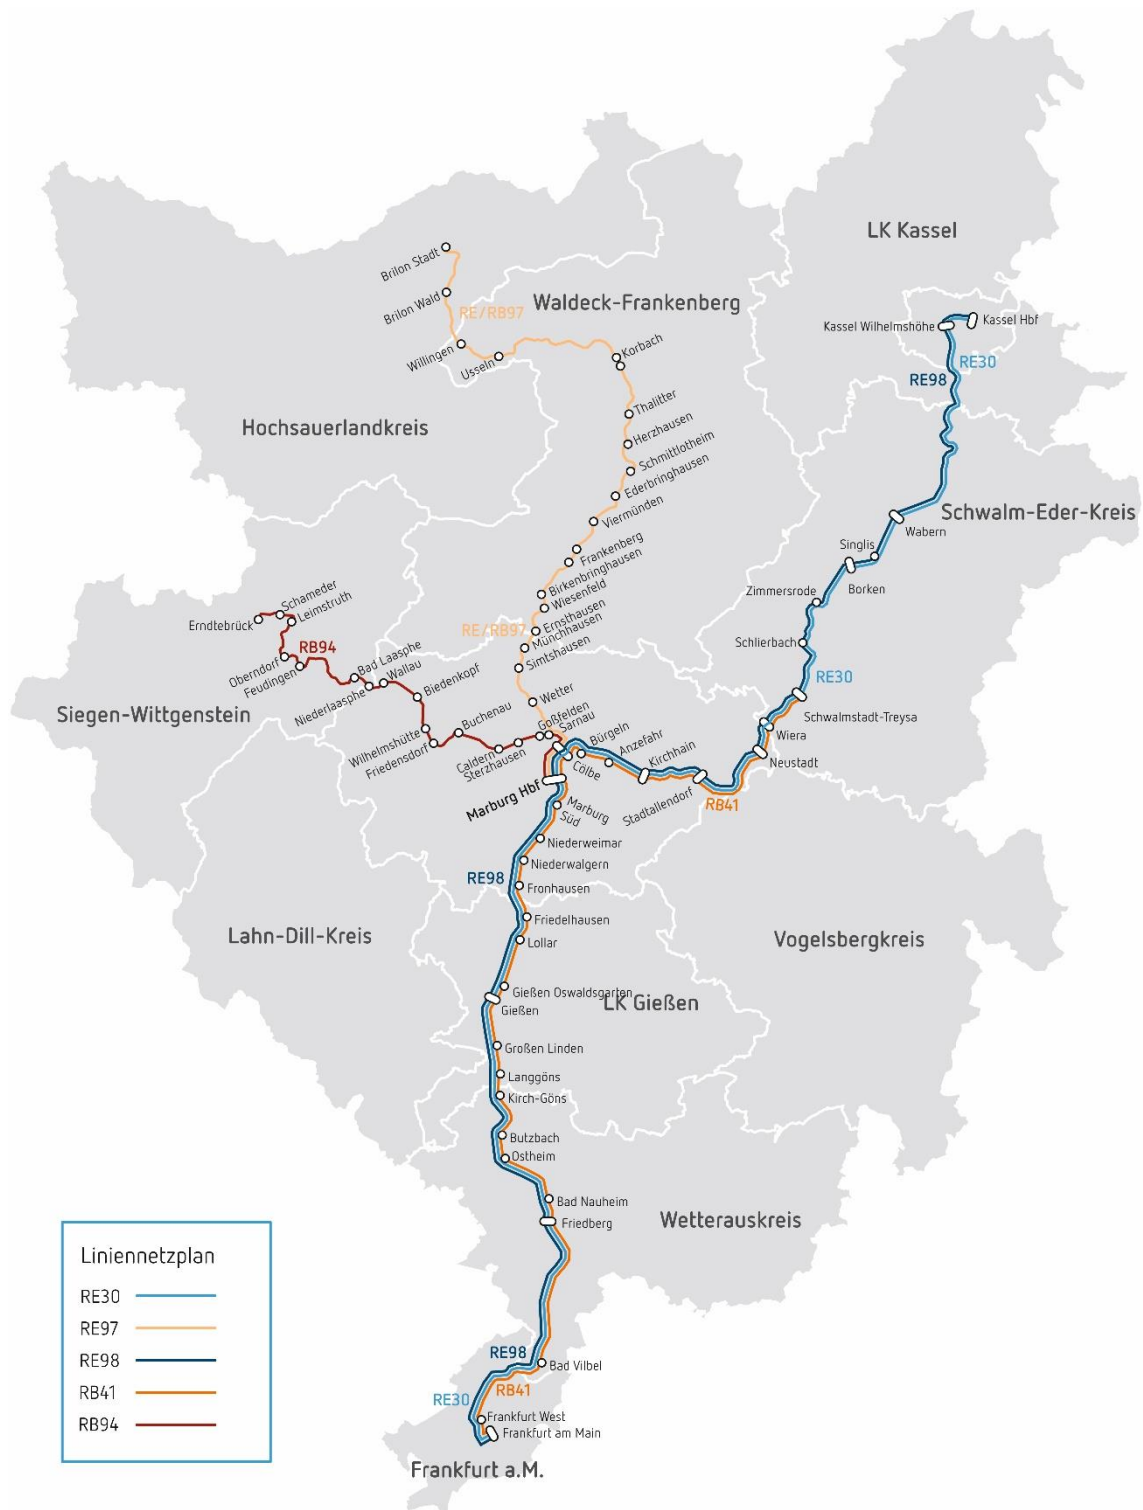 LK Kassel
Brilon Stadt
Brilon Wald
Waldeck-Frankenberg
RE/RB97
Kassel Hbf
Kassel Wilhelmshöhe
Willingen
Usseln
Korbach
RE30
RE98
Thalitter
Hochsauerlandkreis
Herzhausen
Schmittlotheim
Ederbringhausen
Viermünden
Schwalm-Eder-Kreis
Wabern
Singlis
Frankenberg
Borken
Birkenbringhausen
Zimmersrode
Wiesenfeld
Schameder
Leimstruth
Erndtebrück
Ernsthausen
RE/RB97
Münchhausen
Schlierbach
RB94
Simtshausen
Oberndorf
Feudingen
Bad Laasphe
Wallau
Niederlaasphe
Biedenkopf
RE30
Wetter
Siegen-Wittgenstein
Schwalmstadt-Treysa
Buchenau
Goßfelden
Sarnau
Bürgeln
Wiera
Wilhelmshütte
Friedensdorf
Caldern
Sterzhausen
Anzefahr
Kirchhain
Cölbe
Neustadt
Marburg Hbf
Stadtallendorf
RB41
Marburg
Süd
Niederweimar
Niederwalgern
RE98
Fronhausen
Friedelhausen
Lahn-Dill-Kreis
Vogelsbergkreis
Lollar
Gießen Oswaldsgarten
LK Gießen
Gießen
Großen Linden
Langgöns
Kirch-Göns
Butzbach
Ostheim
Bad Nauheim
Friedberg
Wetterauskreis
Liniennetzplan
RE30
RE97
RE98
RB41
RB94
RE98
Bad Vilbel
RB41
RE30
Frankfurt West
Frankfurt am Main
Frankfurt a.M.